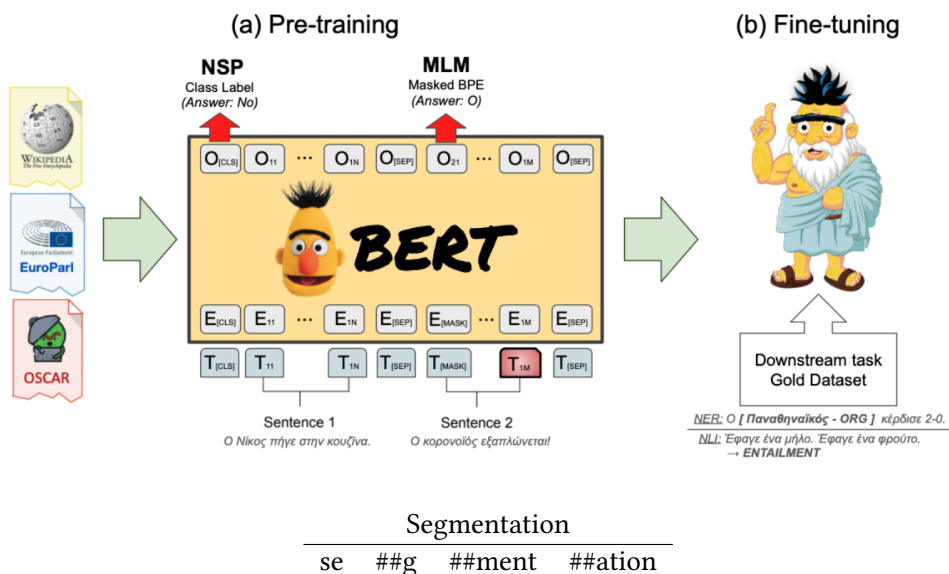 (a) Pre-training
(b) Fine-tuning
NSP
Class Label
(Answer: No)
MLM
Masked BPE
(Answer: O)
WIKIPEDIA
The Free Encyclopedia
European Parliament
EuroParl
OSCAR
O[CLS] O11 ... O1N O[SEP] O21 ... O1M O[SEP]
BERT
E[CLS] E11 ... E1N E[SEP] E[MASK] ... E1M E[SEP]
T[CLS] T11 T1N T[SEP] T[MASK] T1M T[SEP]
Sentence 1
Ο Νίκος πήγε στην κουζίνα.
Sentence 2
Ο κορονοϊός εξαπλώνεται!
Downstream task
Gold Dataset
NER: Ο [ Παναθηναϊκός - ORG ] κέρδισε 2-0.
NLI: Έφαγε ένα μήλο. Έφαγε ένα φρούτο.
→ ENTAILMENT
Segmentation
se ##g ##ment ##ation